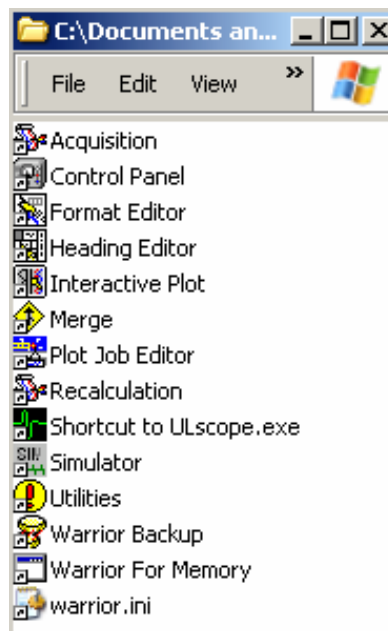 C:\Documents an...
File Edit View »
Acquisition
Control Panel
Format Editor
Heading Editor
Interactive Plot
Merge
Plot Job Editor
Recalculation
Shortcut to ULscope.exe
SIM Simulator
Utilities
Warrior Backup
Warrior For Memory
warrior.ini